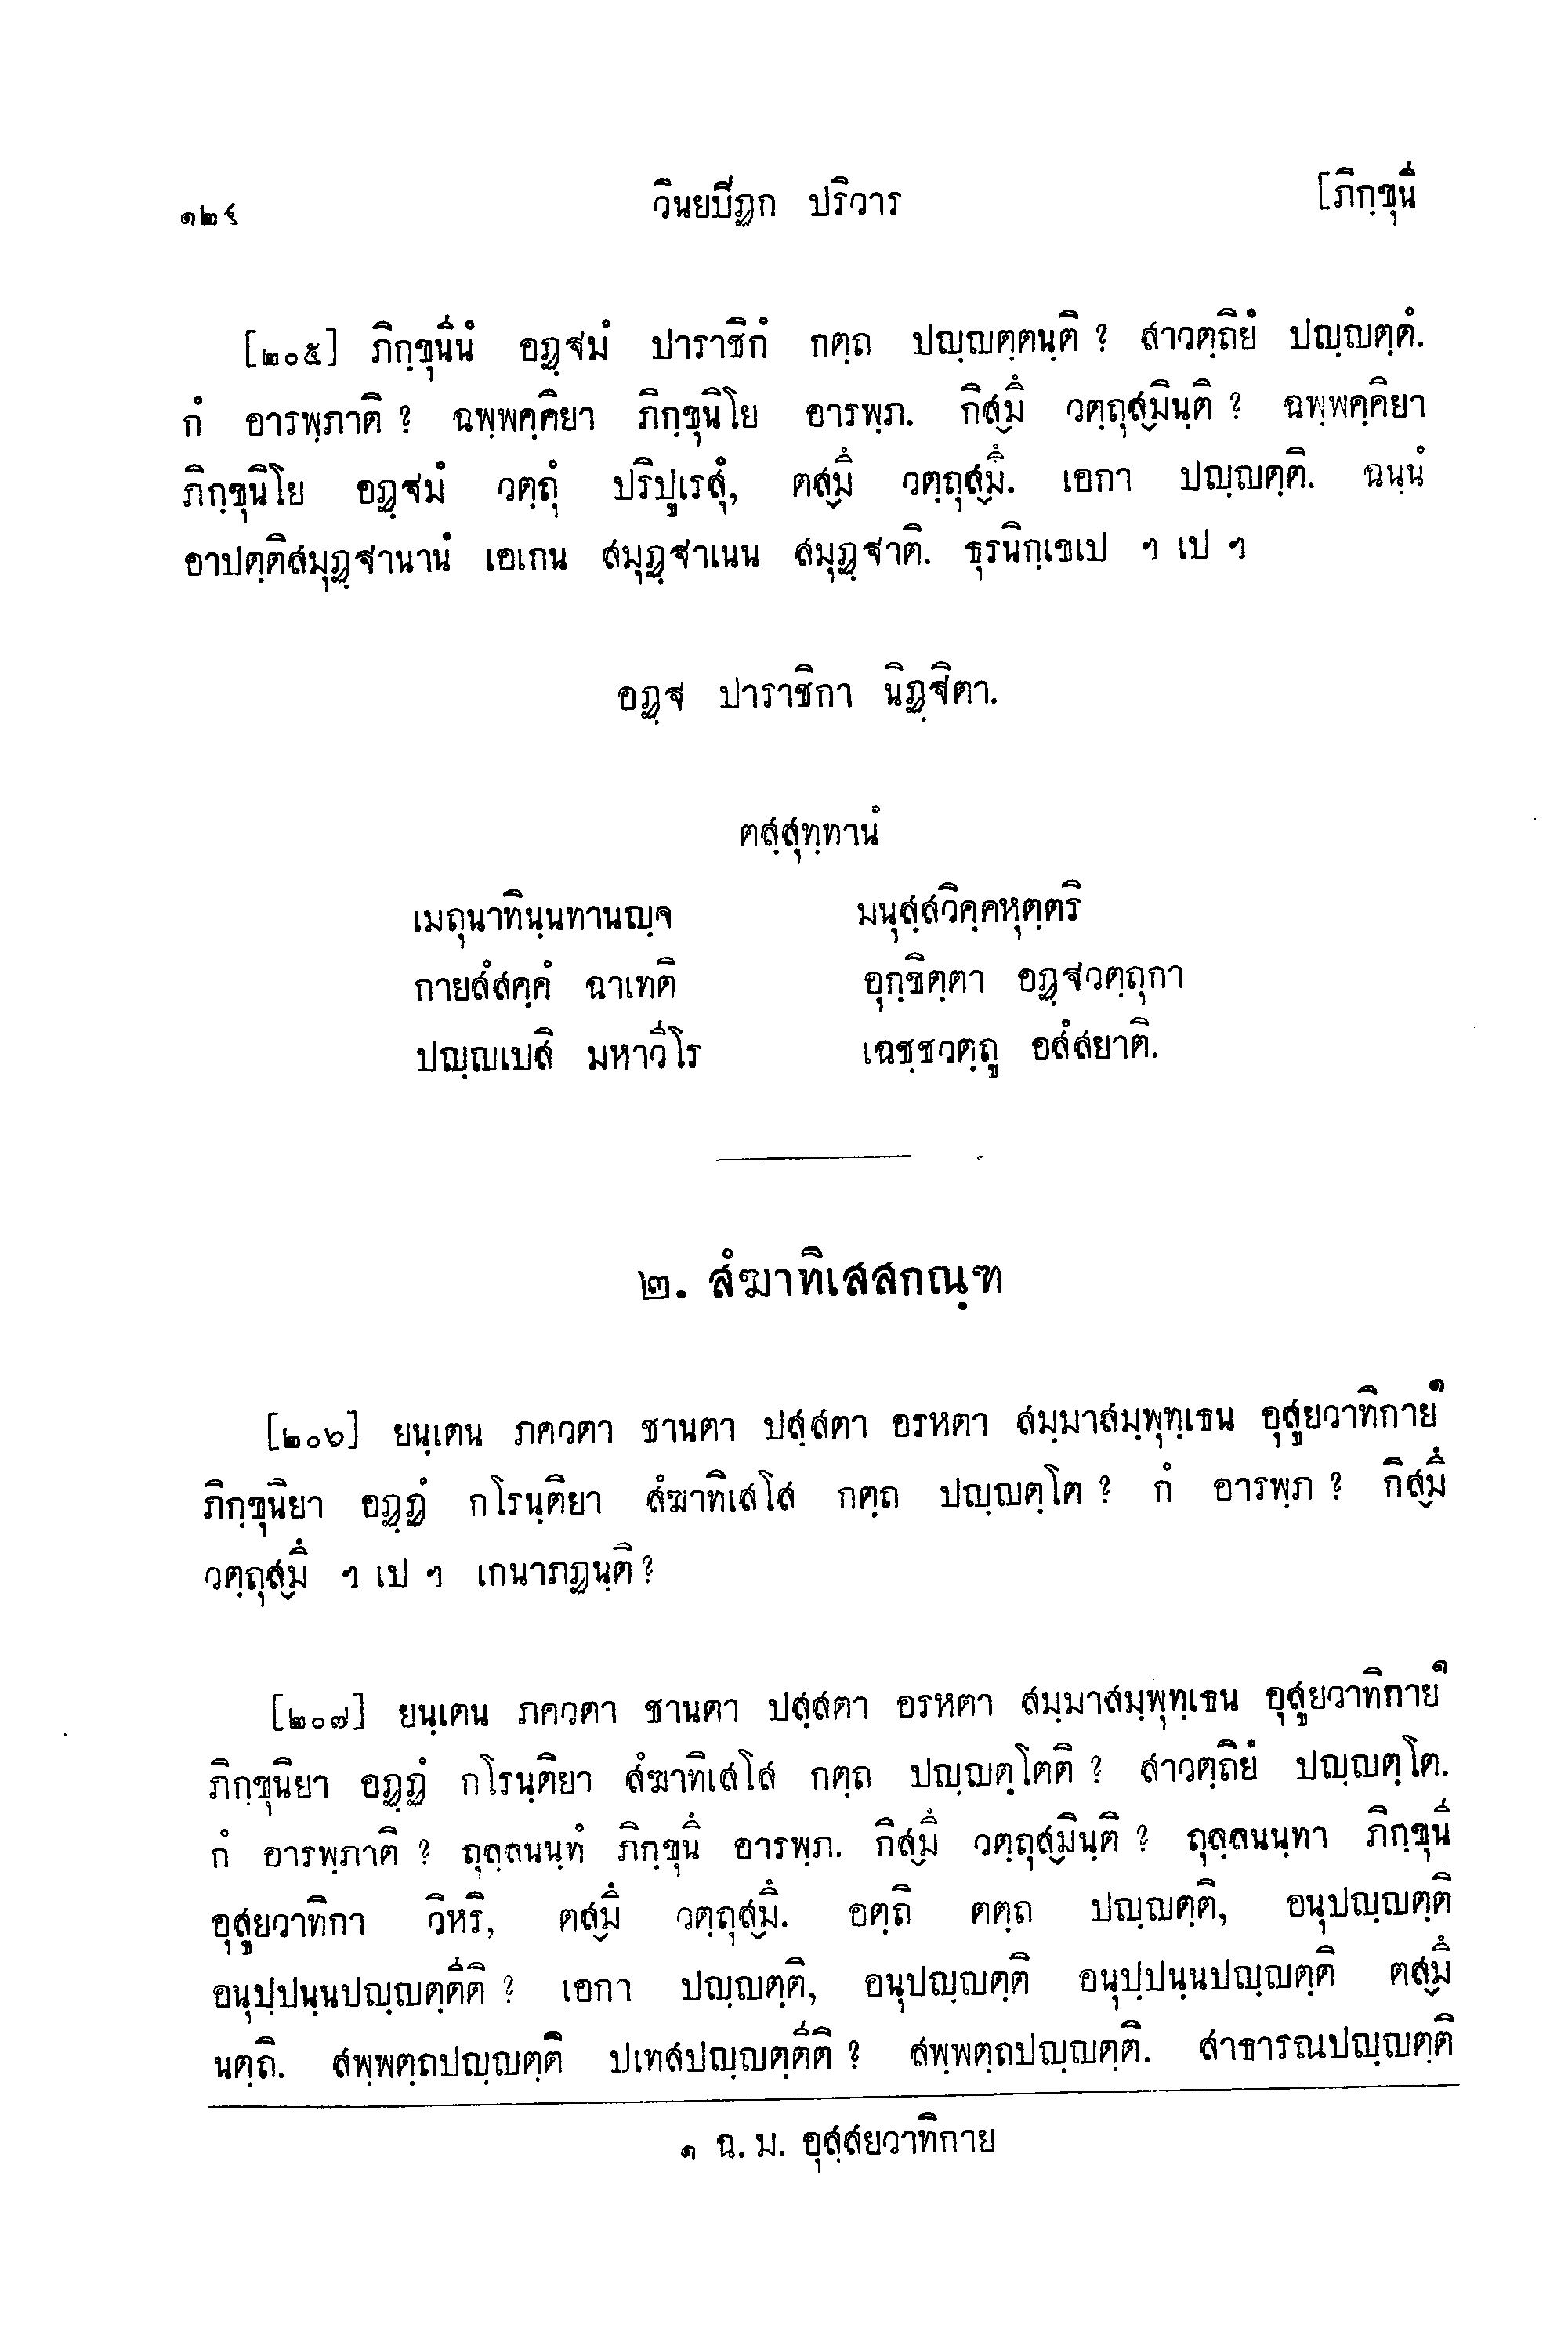 วินยปิฏก ปริวาร
[ภิกฺขุนี
[๒๐๕] ภิกฺขุนีนํ อฏฺฐมํ ปาราชิกํ กตฺถ ปญฺญตฺตนฺติ ? สาวตฺถิยํ ปญฺญตฺตํ.
กํ อารพฺภาติ ? ฉพฺพคฺคิยา ภิกฺขุนิโย อารพฺภ. กิสฺมึ วตฺถุสฺมินฺติ ? ฉพฺพคฺคิยา
ภิกฺขุนิโย อฏฺฐมํ วตฺถุํ ปริปูเรสุํ, ตสฺมึ วตฺถุสฺมึ. เอกา ปญฺญตฺติ. ฉนฺนํ
อาปตฺติสมุฏฺฐานานํ เอเกน สมุฏฺฐาเนน สมุฏฺฐาติ. ธุรนิกฺเขเป ฯ เป ฯ
อฏฺฐ ปาราชิกา นิฏฺฐิตา.
ตสฺสุทฺทานํ
เมถุนาทินฺนทานญฺจ มนุสฺสวิคฺคหุตฺตริ
กายสํสคฺคํ ฉาเทติ อุกฺขิตฺตา อฏฺฐวตฺถุกา
ปญฺญเปสิ มหาวีโร เฉชฺชวตฺถู อสํสยาติ.
๒. สํฆาทิเสสกณฺฑ
[๒๐๖] ยนฺเตน ภควตา ชานตา ปสฺสตา อรหตา สมฺมาสมฺพุทฺเธน อุสูยวาทิกาย๑
ภิกฺขุนิยา อฏฺฏํ กโรนฺติยา สํฆาทิเสโส กตฺถ ปญฺญตฺโต ? กํ อารพฺภ ? กิสฺมึ
วตฺถุสฺมึ ฯ เป ฯ เกนาภฏนฺติ ?
[๒๐๗] ยนฺเตน ภควตา ชานตา ปสฺสตา อรหตา สมฺมาสมฺพุทฺเธน อุสูยวาทิกาย๑
ภิกฺขุนิยา อฏฺฏํ กโรนฺติยา สํฆาทิเสโส กตฺถ ปญฺญตฺโตติ ? สาวตฺถิยํ ปญฺญตฺโต.
กํ อารพฺภาติ ? ถุลฺลนนฺทํ ภิกฺขุนึ อารพฺภ. กิสฺมึ วตฺถุสฺมินฺติ ? ถุลฺลนนฺทา ภิกฺขุนี
อุสูยวาทิกา วิหริ, ตสฺมึ วตฺถุสฺมึ. อตฺถิ ตตฺถ ปญฺญตฺติ, อนุปญฺญตฺติ
อนุปฺปนฺนปญฺญตฺตีติ ? เอกา ปญฺญตฺติ, อนุปญฺญตฺติ อนุปฺปนฺนปญฺญตฺติ ตสฺมึ
นตฺถิ. สพฺพตฺถปญฺญตฺติ ปเทสปญฺญตฺตีติ ? สพฺพตฺถปญฺญตฺติ. สาธารณปญฺญตฺติ
๑ ฉ. ม. อุสฺสยวาทิกาย